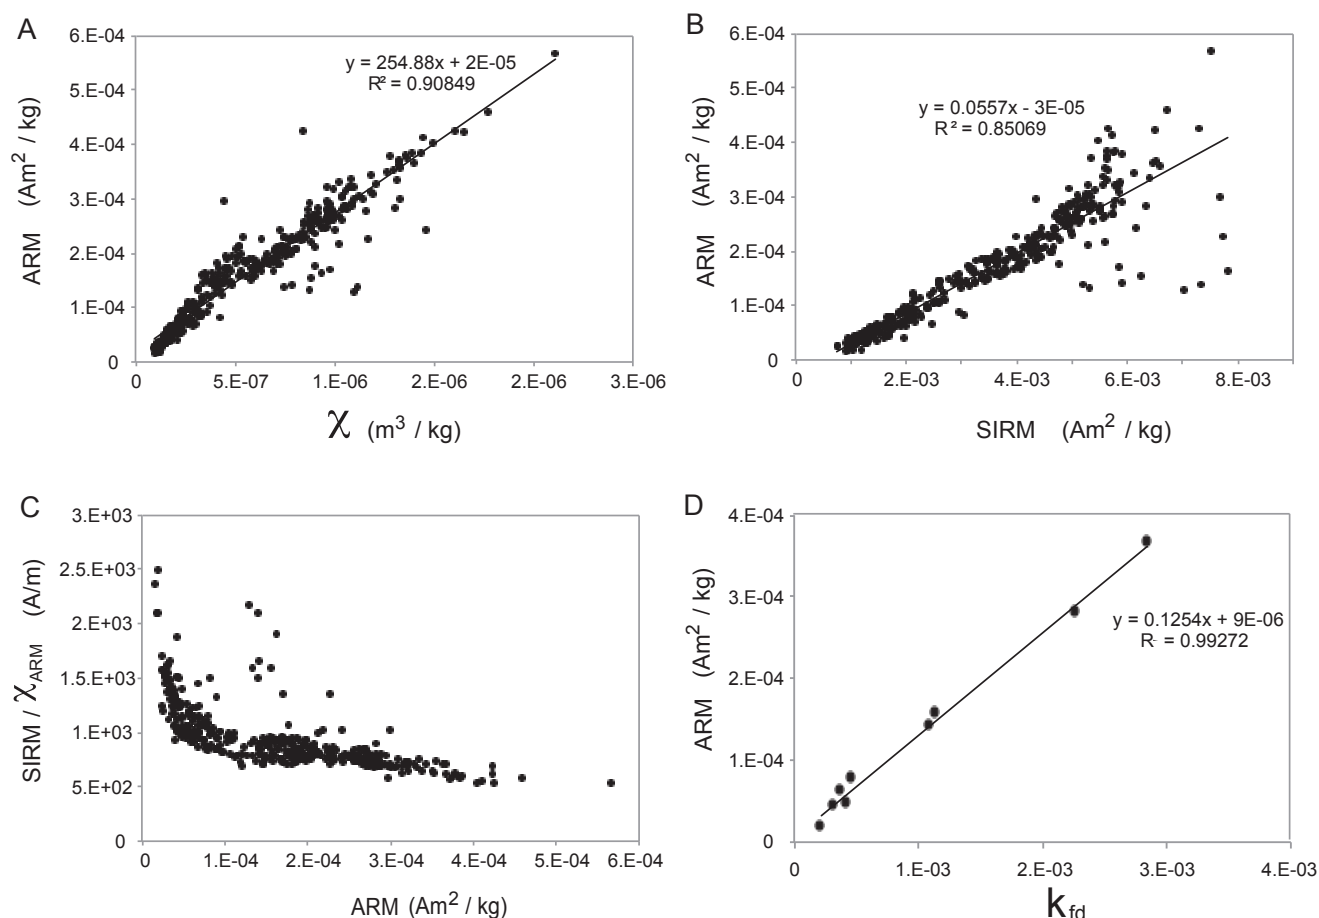 A
6.E-04
5.E-04
4.E-04
3.E-04
2.E-04
1.E-04
0
ARM (Am² / kg)
y = 254.88x + 2E-05
R² = 0.90849
0 5.E-07 1.E-06 2.E-06 2.E-06 3.E-06
χ (m³ / kg)
B
6.E-04
5.E-04
4.E-04
3.E-04
2.E-04
1.E-04
0
ARM (Am² / kg)
y = 0.0557x - 3E-05
R² = 0.85069
0 2.E-03 4.E-03 6.E-03 8.E-03
SIRM (Am² / kg)
C
3.E+03
2.5E+03
2.E+03
1.5E+03
1.E+03
5.E+02
0
SIRM / χARM (A/m)
0 1.E-04 2.E-04 3.E-04 4.E-04 5.E-04 6.E-04
ARM (Am² / kg)
D
4.E-04
3.E-04
2.E-04
1.E-04
0
ARM (Am² / kg)
y = 0.1254x + 9E-06
R = 0.99272
0 1.E-03 2.E-03 3.E-03 4.E-03
kfd